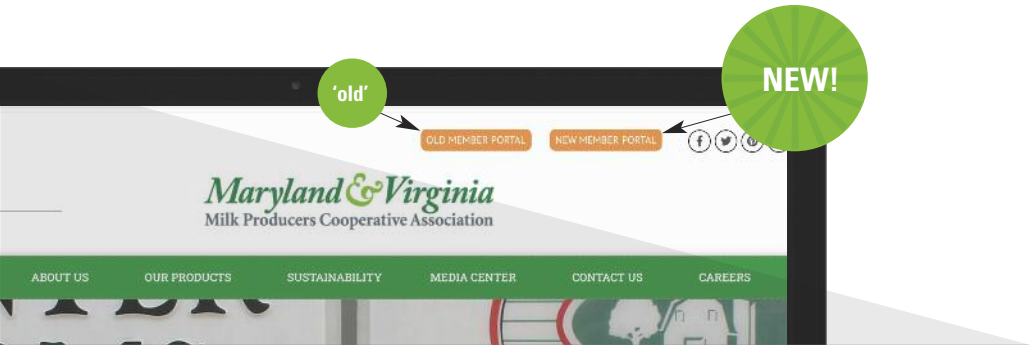 NEW!
'old'
OLD MEMBER PORTAL
NEW MEMBER PORTAL
Maryland & Virginia
Milk Producers Cooperative Association
ABOUT US
OUR PRODUCTS
SUSTAINABILITY
MEDIA CENTER
CONTACT US
CAREERS